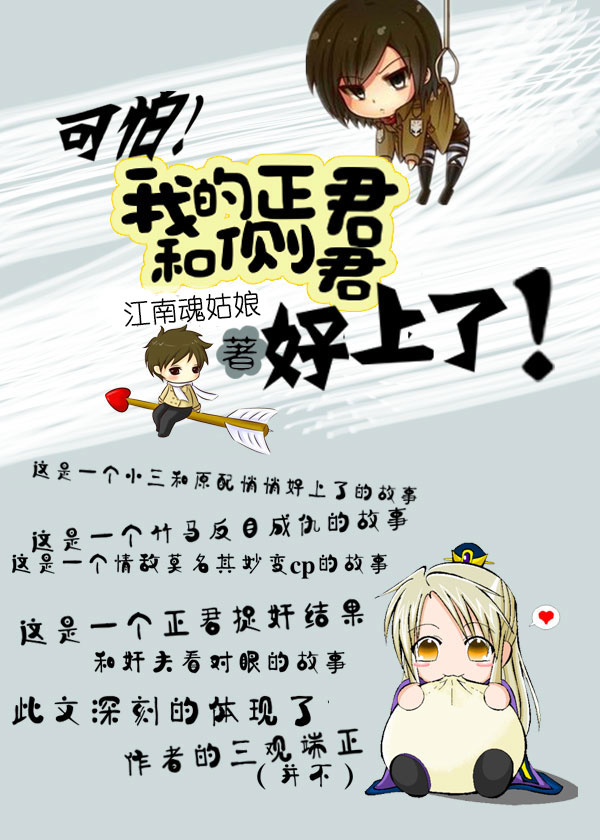 可怕！
我的正君
和侧君
江南魂姑娘
著
好上了！
这是一个小三和原配悄悄好上了的故事
这是一个竹马反目成仇的故事
这是一个情敌莫名其妙变cp的故事
这是一个正君捉奸结果
和奸夫看对眼的故事
此文深刻的体现了
作者的三观端正
（并不）